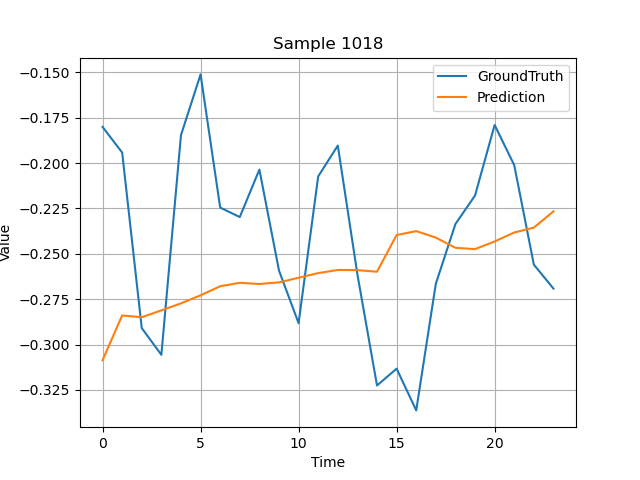 Sample 1018
GroundTruth
Prediction
−0.150
−0.175
−0.200
−0.225
−0.250
−0.275
−0.300
−0.325
Value
0 5 10 15 20
Time